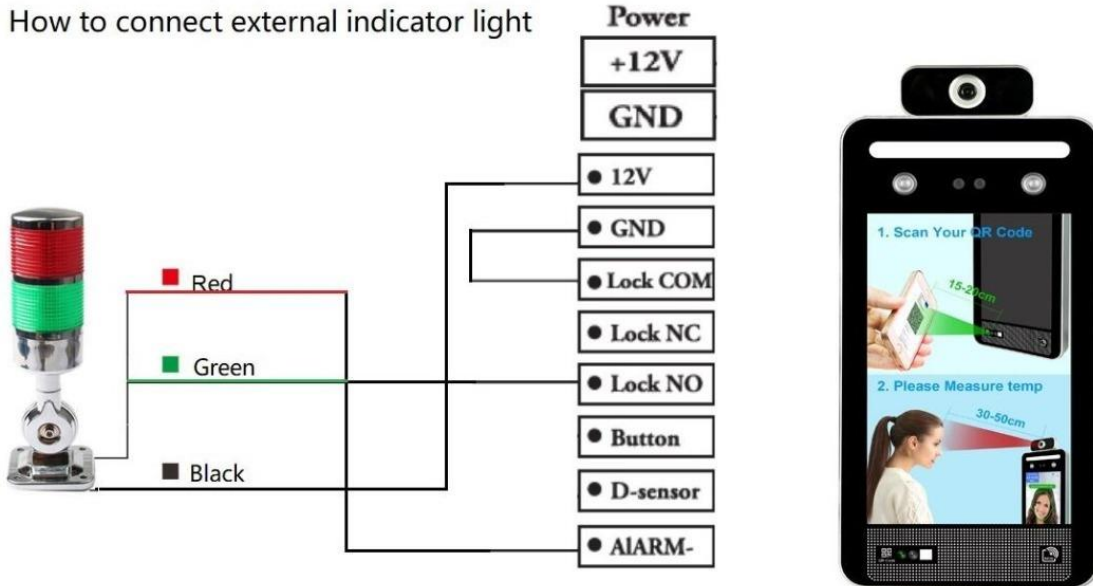 How to connect external indicator light
Power
+12V
GND
12V
GND
Lock COM
Lock NC
Lock NO
Button
D-sensor
AlARM-
Red
Green
Black
1. Scan Your QR Code
15-20cm
2. Please Measure temp
30-50cm